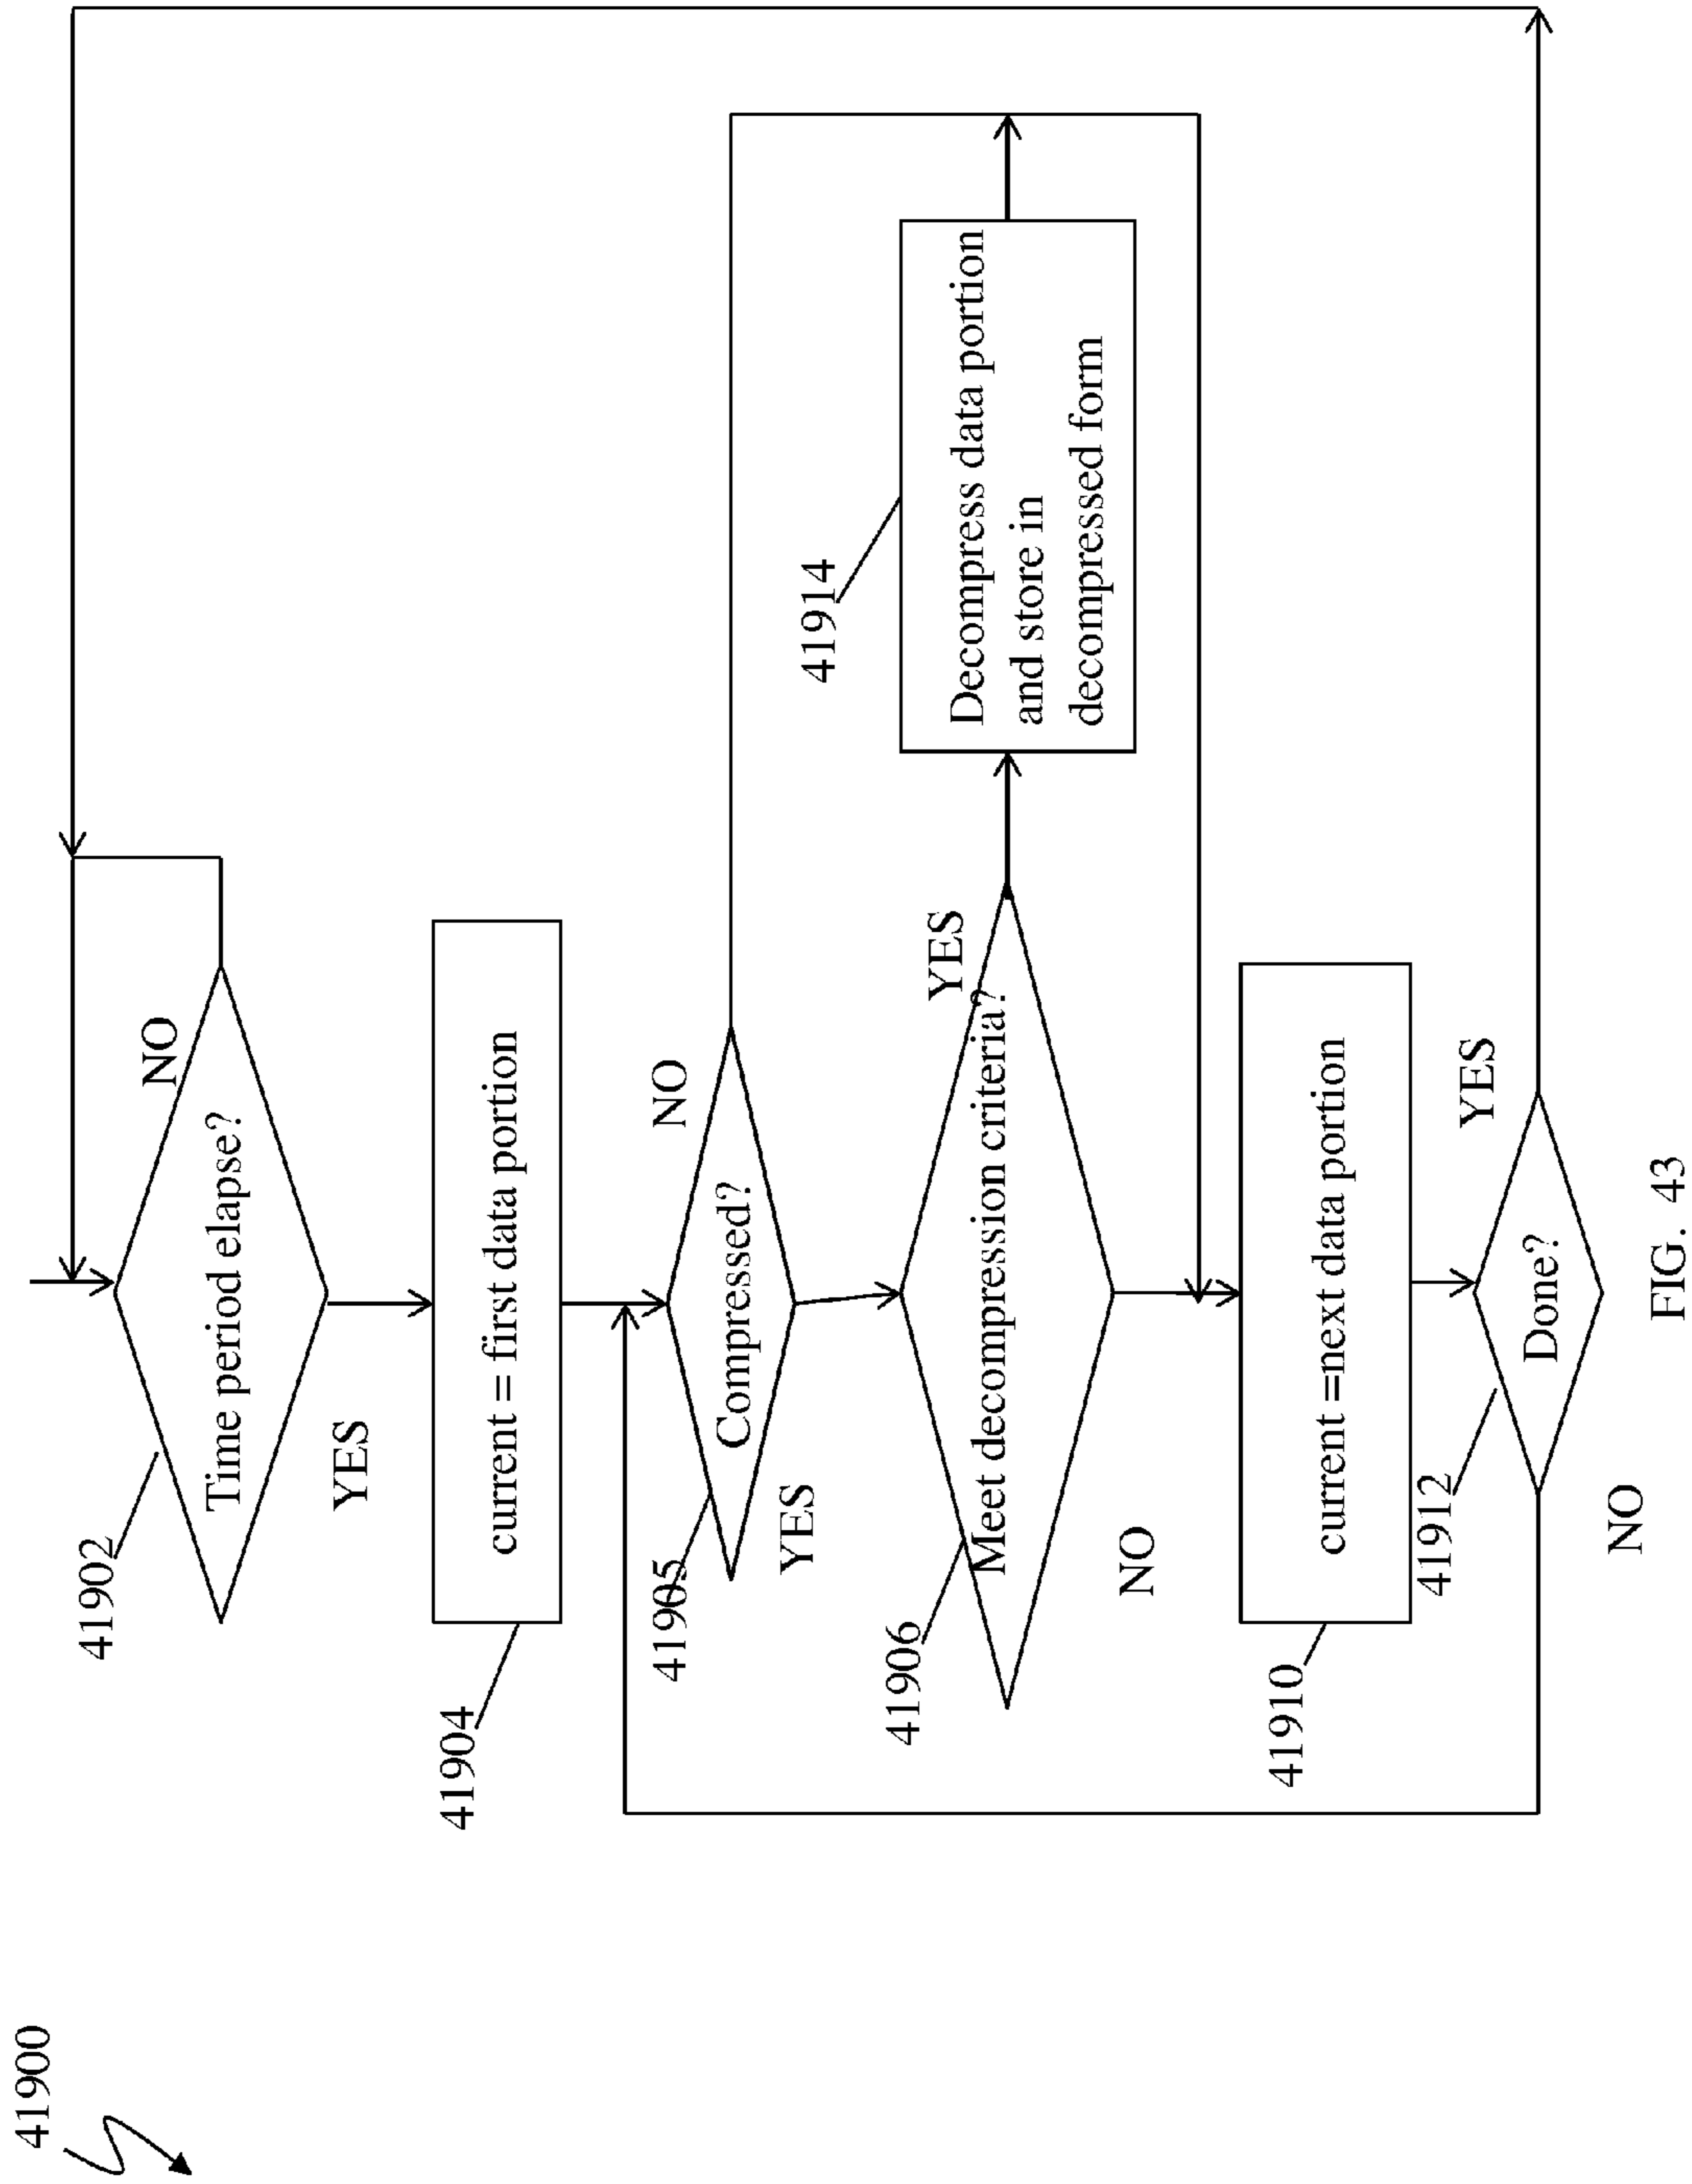 41900
41902
Time period elapse?
NO
YES
41904
current = first data portion
41905
Compressed?
NO
YES
41906
Meet decompression criteria?
YES
NO
41914
Decompress data portion
and store in
decompressed form
41910
current =next data portion
41912
Done?
YES
NO
FIG. 43